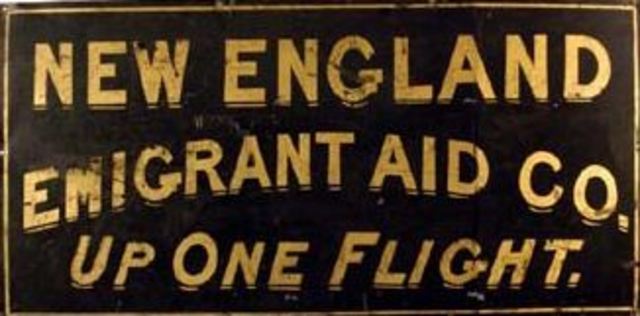 NEW ENGLAND
EMIGRANT AID CO.
UP ONE FLIGHT.